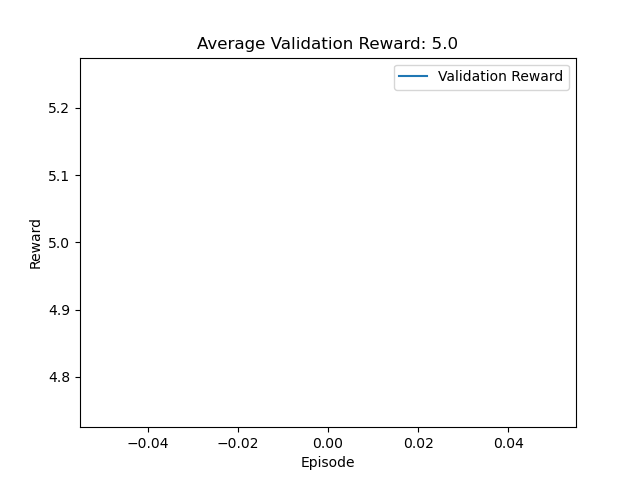 Average Validation Reward: 5.0
Validation Reward
5.2
5.1
5.0
4.9
4.8
Reward
−0.04 −0.02 0.00 0.02 0.04
Episode